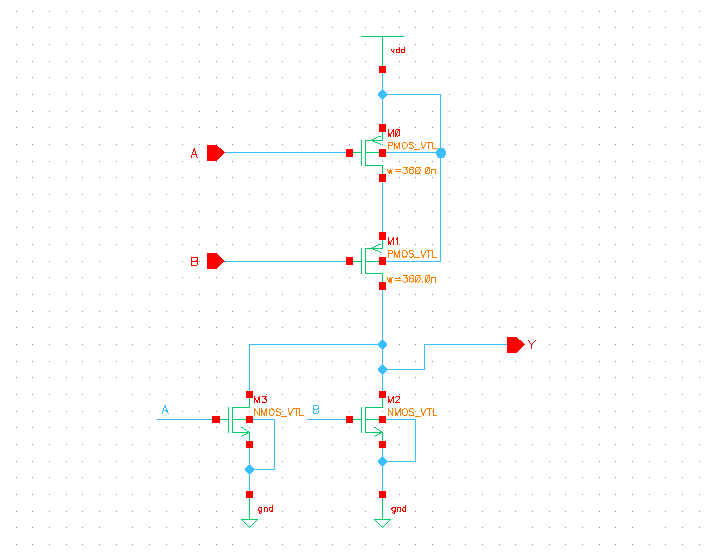 vdd
M0
A
PMOS_VTL
w=360.0n
M1
B
PMOS_VTL
w=360.0n
Y
M3
M2
A
NMOS_VTL
B
NMOS_VTL
gnd
gnd